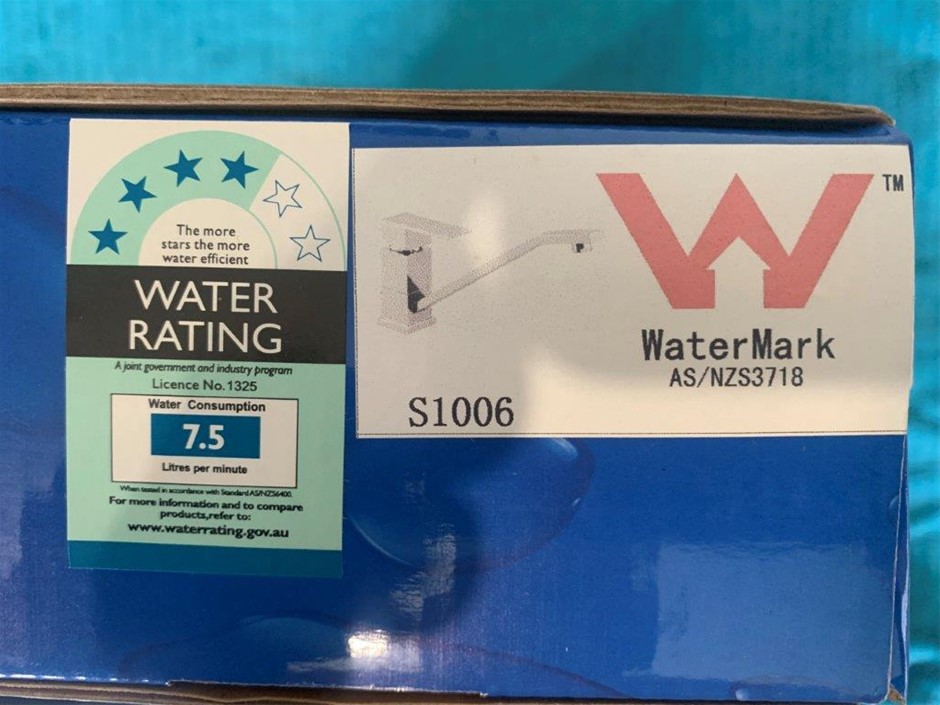 The more
stars the more
water efficient
WATER
RATING
A joint government and industry program
Licence No.1325
Water Consumption
7.5
Litres per minute
When tested in accordance with Standard AS/NZS6400.
For more information and to compare
products,refer to:
www.waterrating.gov.au
TM
WaterMark
AS/NZS3718
S1006